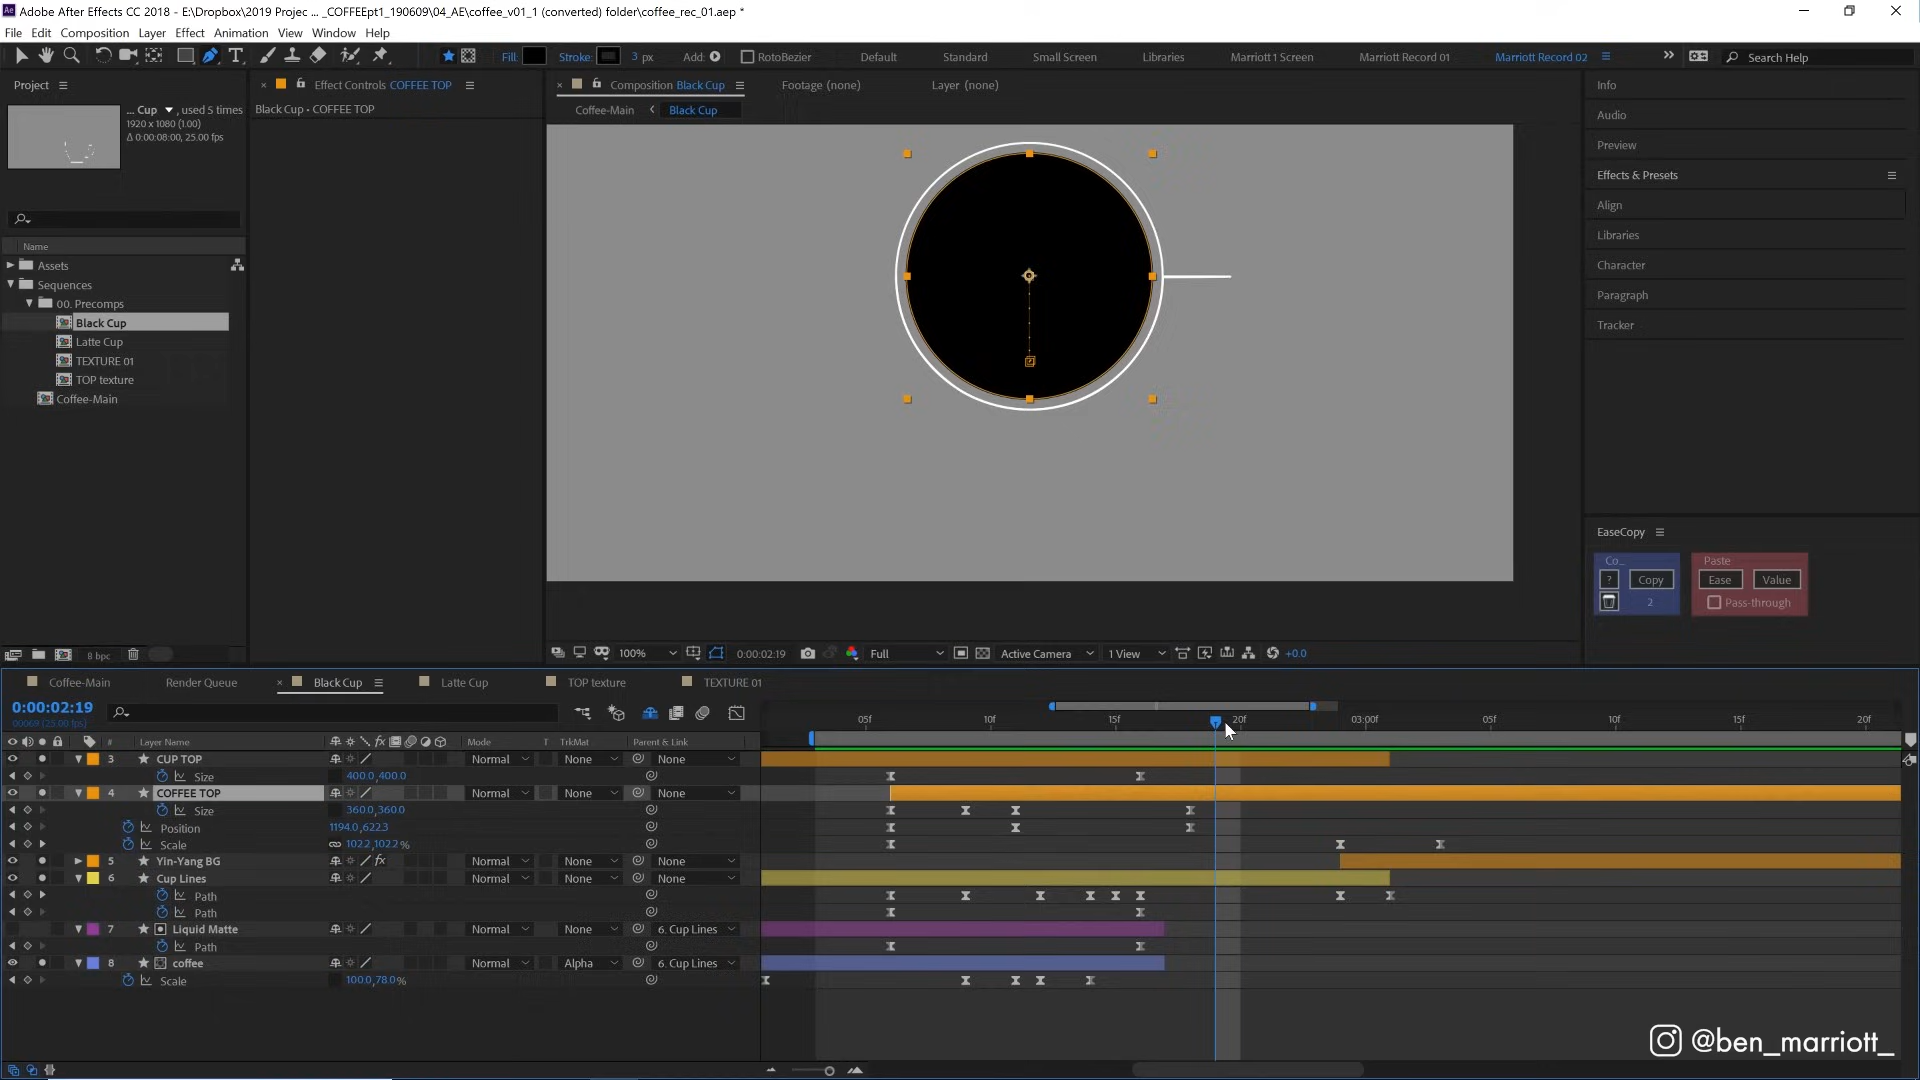 Adobe After Effects CC 2018 - E:\Dropbox\2019 Projec ... _COFFEEpt1_190609\04_AE\coffee_v01_1 (converted) folder\coffee_rec_01.aep *
File Edit Composition Layer Effect Animation View Window Help
Fill: Stroke: 3 px Add: RotoBezier Default Standard Small Screen Libraries Marriott 1 Screen Marriott Record 01 Marriott Record 02 Search Help
Project Effect Controls COFFEE TOP Composition Black Cup Footage (none) Layer (none) Info
... Cup , used 5 times Black Cup • COFFEE TOP Coffee-Main Black Cup
1920 x 1080 (1.00)
Δ 0:00:08:00, 25.00 fps
Audio
Preview
Effects & Presets
Align
Libraries
Character
Paragraph
Tracker
Name
Assets
Sequences
00. Precomps
Black Cup
Latte Cup
TEXTURE 01
TOP texture
Coffee-Main
EaseCopy
Co... Paste
? Copy Ease Value
2 Pass-through
8 bpc 100% 0:00:02:19 Full Active Camera 1 View +0.0
Coffee-Main Render Queue Black Cup Latte Cup TOP texture TEXTURE 01
0:00:02:19
00069 (25.00 fps)
05f 10f 15f 20f 03:00f 05f 10f 15f 20f
# Layer Name Mode T TrkMat Parent & Link
3 CUP TOP Normal None None
Size 400.0,400.0
4 COFFEE TOP Normal None None
Size 360.0,360.0
Position 1194.0,622.3
Scale 102.2,102.2%
5 Yin-Yang BG fx Normal None None
6 Cup Lines Normal None None
Path
Path
7 Liquid Matte Normal None 6. Cup Lines
Path
8 coffee Normal Alpha 6. Cup Lines
Scale 100.0,78.0%
@ben_marriott_